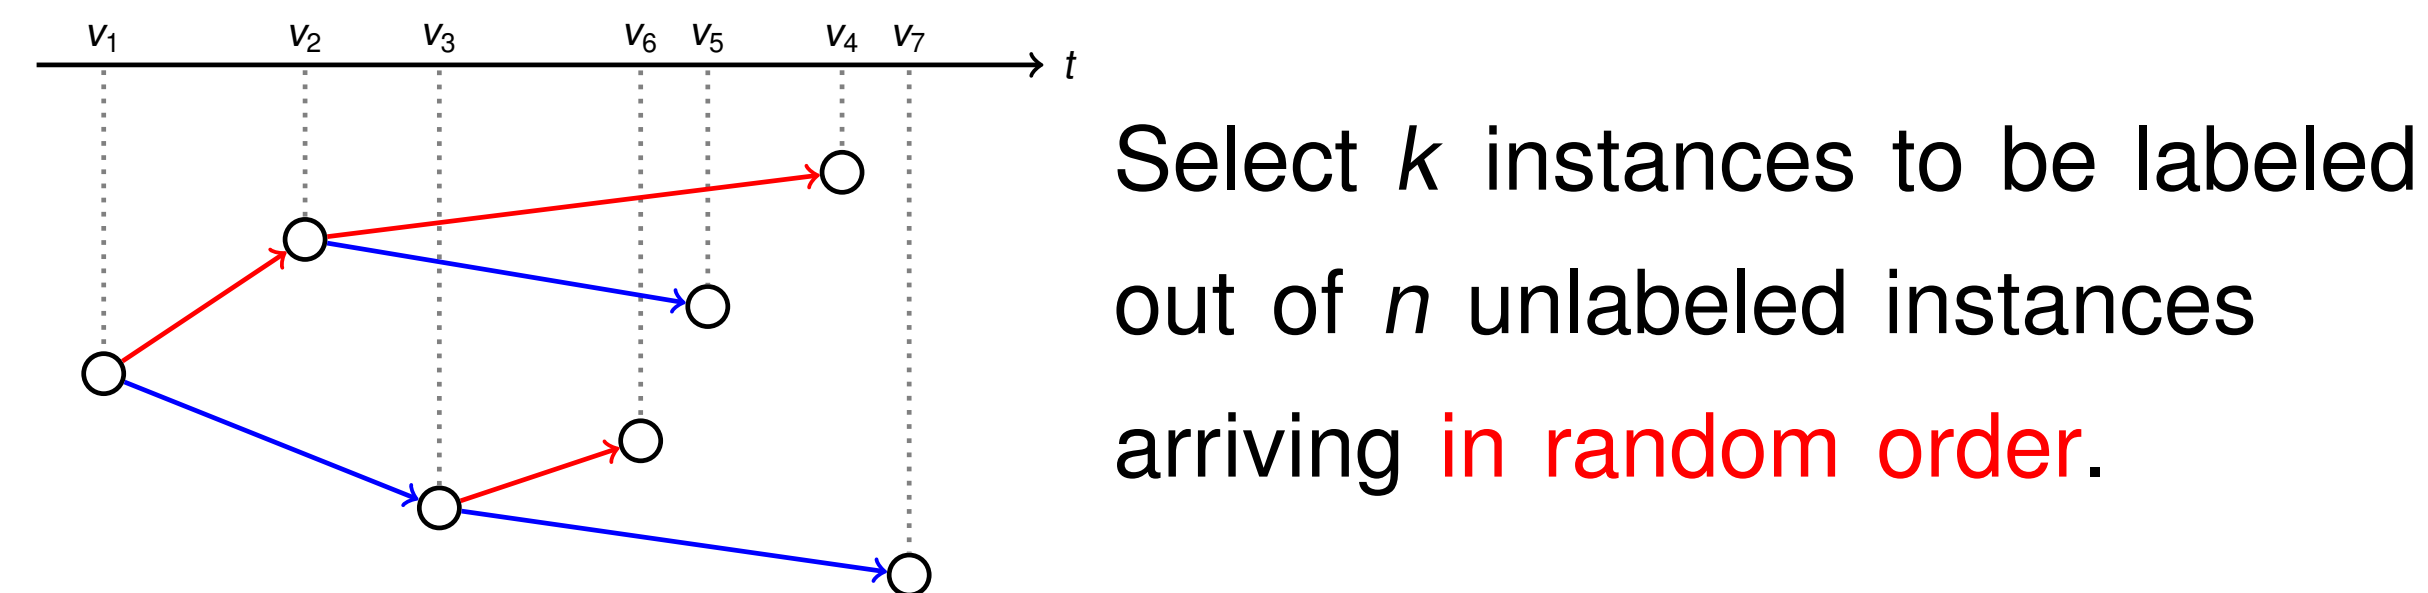 v1 v2 v3 v6 v5 v4 v7
t
Select k instances to be labeled
out of n unlabeled instances
arriving in random order.